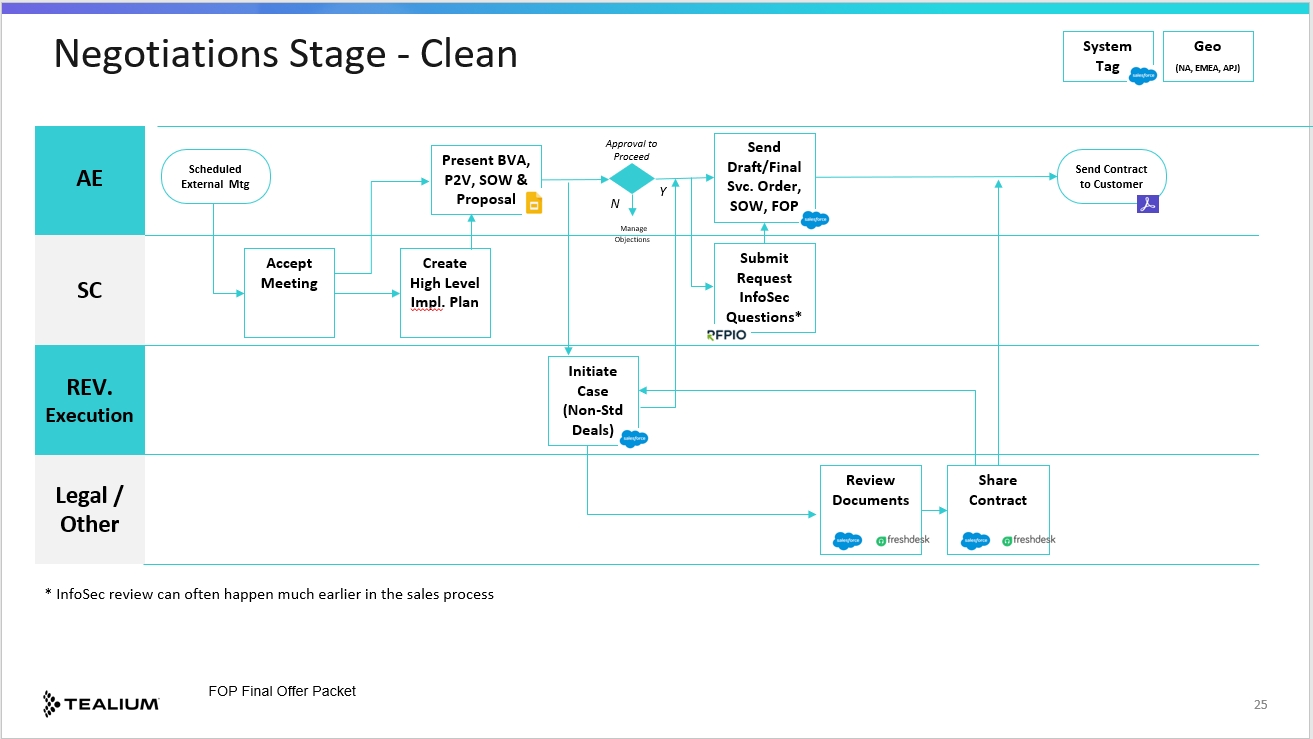 Negotiations Stage - Clean
System
Tag
salesforce
Geo
(NA, EMEA, APJ)
AE
Scheduled
External Mtg
Present BVA,
P2V, SOW &
Proposal
Approval to
Proceed
Y
N
Manage
Objections
Send
Draft/Final
Svc. Order,
SOW, FOP
salesforce
Send Contract
to Customer
SC
Accept
Meeting
Create
High Level
Impl. Plan
Submit
Request
InfoSec
Questions*
RFPIO
REV.
Execution
Initiate
Case
(Non-Std
Deals)
salesforce
Legal /
Other
Review
Documents
salesforce
freshdesk
Share
Contract
salesforce
freshdesk
* InfoSec review can often happen much earlier in the sales process
TEALIUM
FOP Final Offer Packet
25